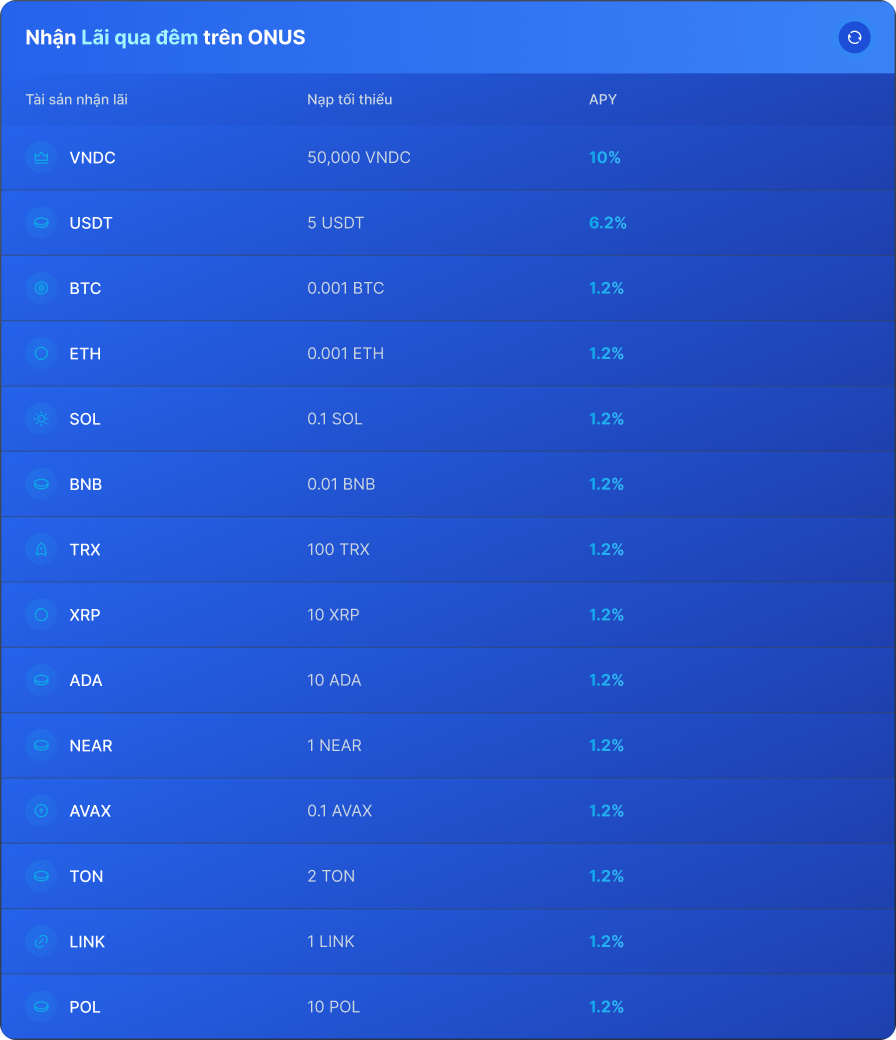 Nhận Lãi qua đêm trên ONUS
Tài sản nhận lãi Nạp tối thiểu APY
VNDC 50,000 VNDC 10%
USDT 5 USDT 6.2%
BTC 0.001 BTC 1.2%
ETH 0.001 ETH 1.2%
SOL 0.1 SOL 1.2%
BNB 0.01 BNB 1.2%
TRX 100 TRX 1.2%
XRP 10 XRP 1.2%
ADA 10 ADA 1.2%
NEAR 1 NEAR 1.2%
AVAX 0.1 AVAX 1.2%
TON 2 TON 1.2%
LINK 1 LINK 1.2%
POL 10 POL 1.2%